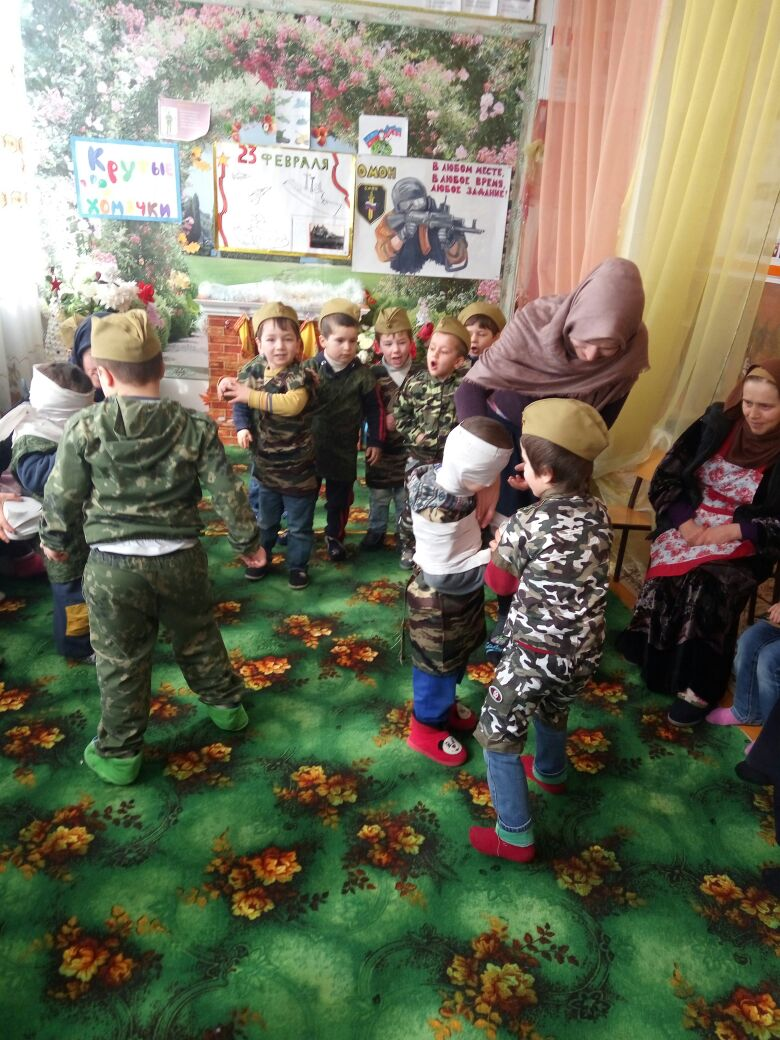 Крутые
хомячки
23 ФЕВРАЛЯ
ОМОН
В ЛЮБОМ МЕСТЕ,
В ЛЮБОЕ ВРЕМЯ,
ЛЮБОЕ ЗАДАНИЕ!